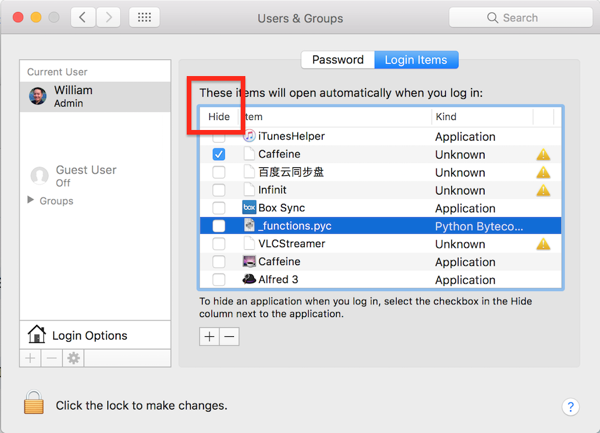 Users & Groups
Search
Password
Login Items
Current User
William
Admin
Guest User
Off
Groups
Login Options
These items will open automatically when you log in:
Hide Item Kind
iTunesHelper Application
Caffeine Unknown
百度云同步盘 Unknown
Infinit Unknown
box Box Sync Application
_functions.pyc Python Byteco...
VLCStreamer Unknown
Caffeine Application
Alfred 3 Application
To hide an application when you log in, select the checkbox in the Hide
column next to the application.
Click the lock to make changes.